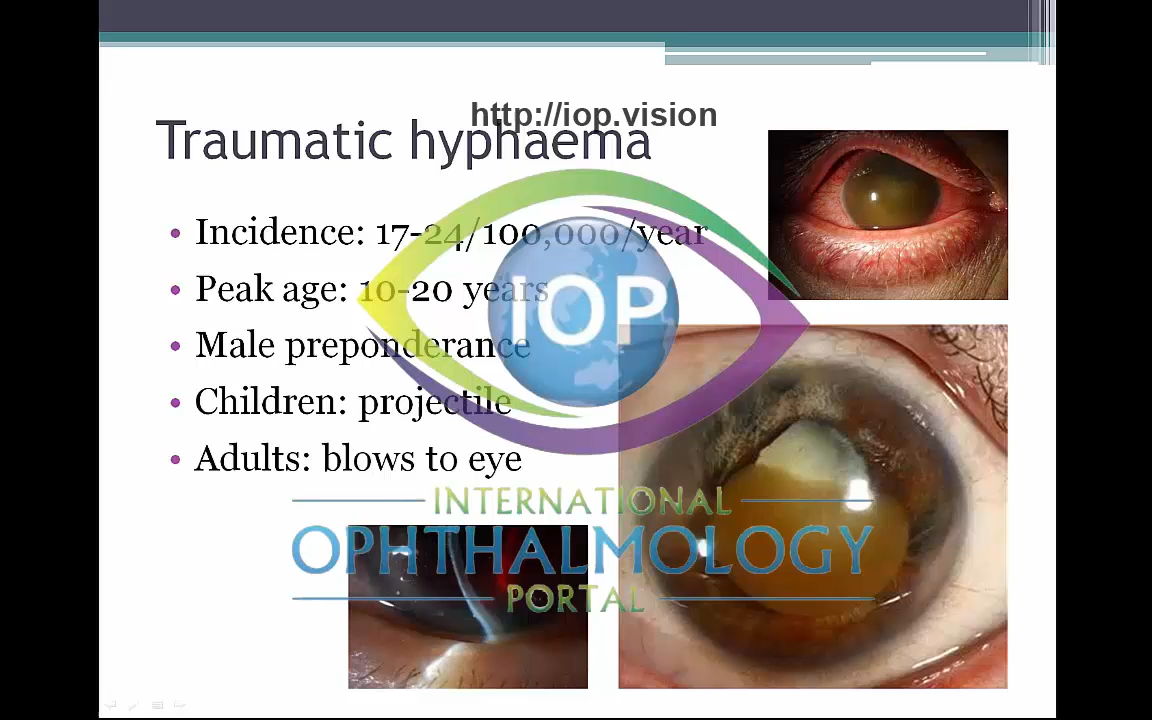 http://iop.vision
Traumatic hyphaema
• Incidence: 17-24/100,000/year
• Peak age: 10-20 years
• Male preponderance
• Children: projectile
• Adults: blows to eye
IOP
INTERNATIONAL
OPHTHALMOLOGY
PORTAL